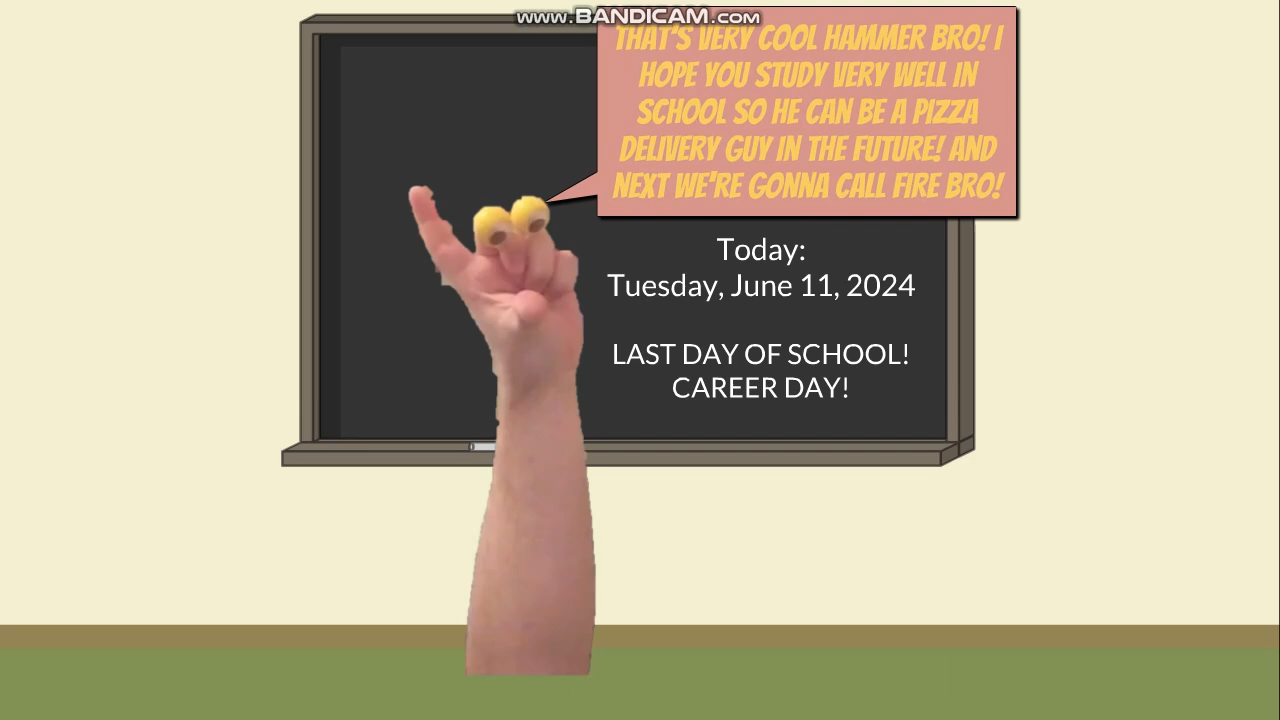 www.BANDICAM.com
THAT'S VERY COOL HAMMER BRO! I
HOPE YOU STUDY VERY WELL IN
SCHOOL SO HE CAN BE A PIZZA
DELIVERY GUY IN THE FUTURE! AND
NEXT WE'RE GONNA CALL FIRE BRO!
Today:
Tuesday, June 11, 2024
LAST DAY OF SCHOOL!
CAREER DAY!